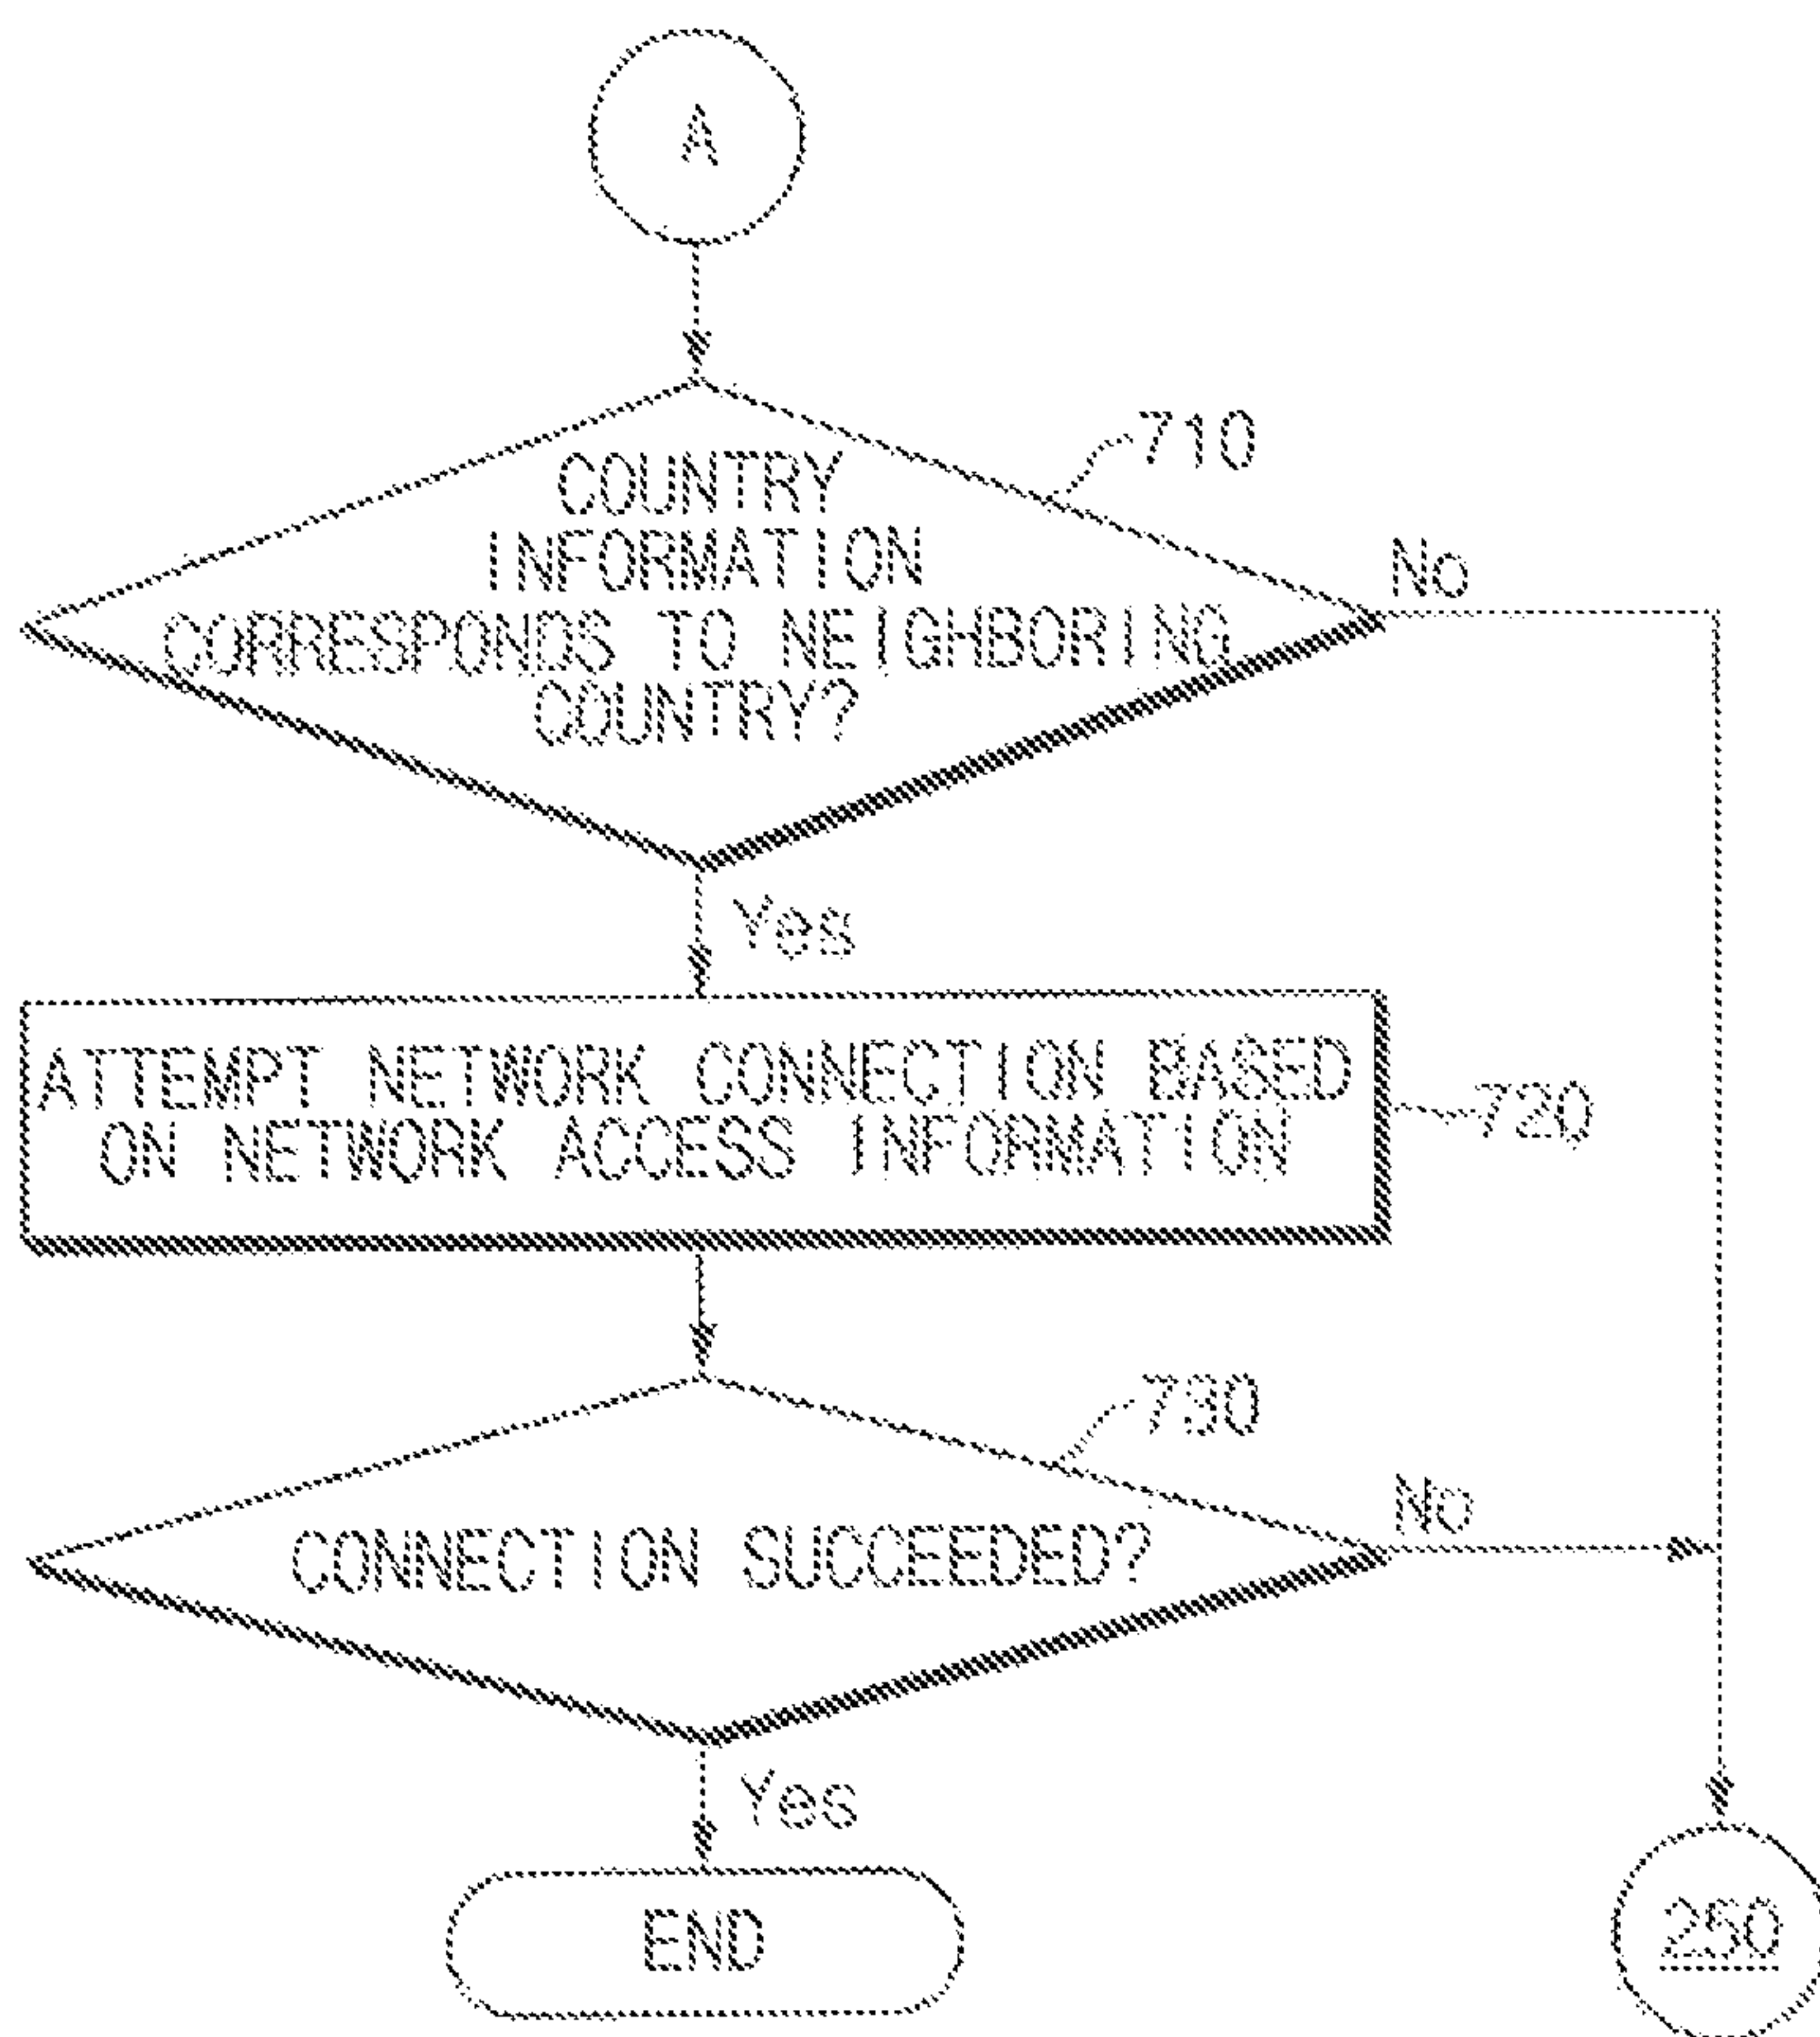 A
710
COUNTRY
INFORMATION
CORRESPONDS TO NEIGHBORING
COUNTRY?
No
Yes
ATTEMPT NETWORK CONNECTION BASED
ON NETWORK ACCESS INFORMATION
720
730
CONNECTION SUCCEEDED?
No
Yes
END
250